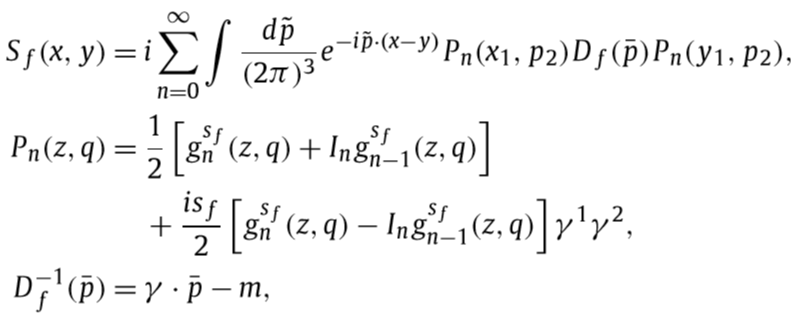 S_f(x, y) = i \sum_{n=0}^{\infty} \int \frac{d\tilde{p}}{(2\pi)^3} e^{-i\tilde{p}\cdot(x-y)} P_n(x_1, p_2) D_f(\bar{p}) P_n(y_1, p_2),
P_n(z, q) = \frac{1}{2} \left[ g_n^{s_f}(z, q) + I_n g_{n-1}^{s_f}(z, q) \right]
+ \frac{is_f}{2} \left[ g_n^{s_f}(z, q) - I_n g_{n-1}^{s_f}(z, q) \right] \gamma^1 \gamma^2,
D_f^{-1}(\bar{p}) = \gamma \cdot \bar{p} - m,